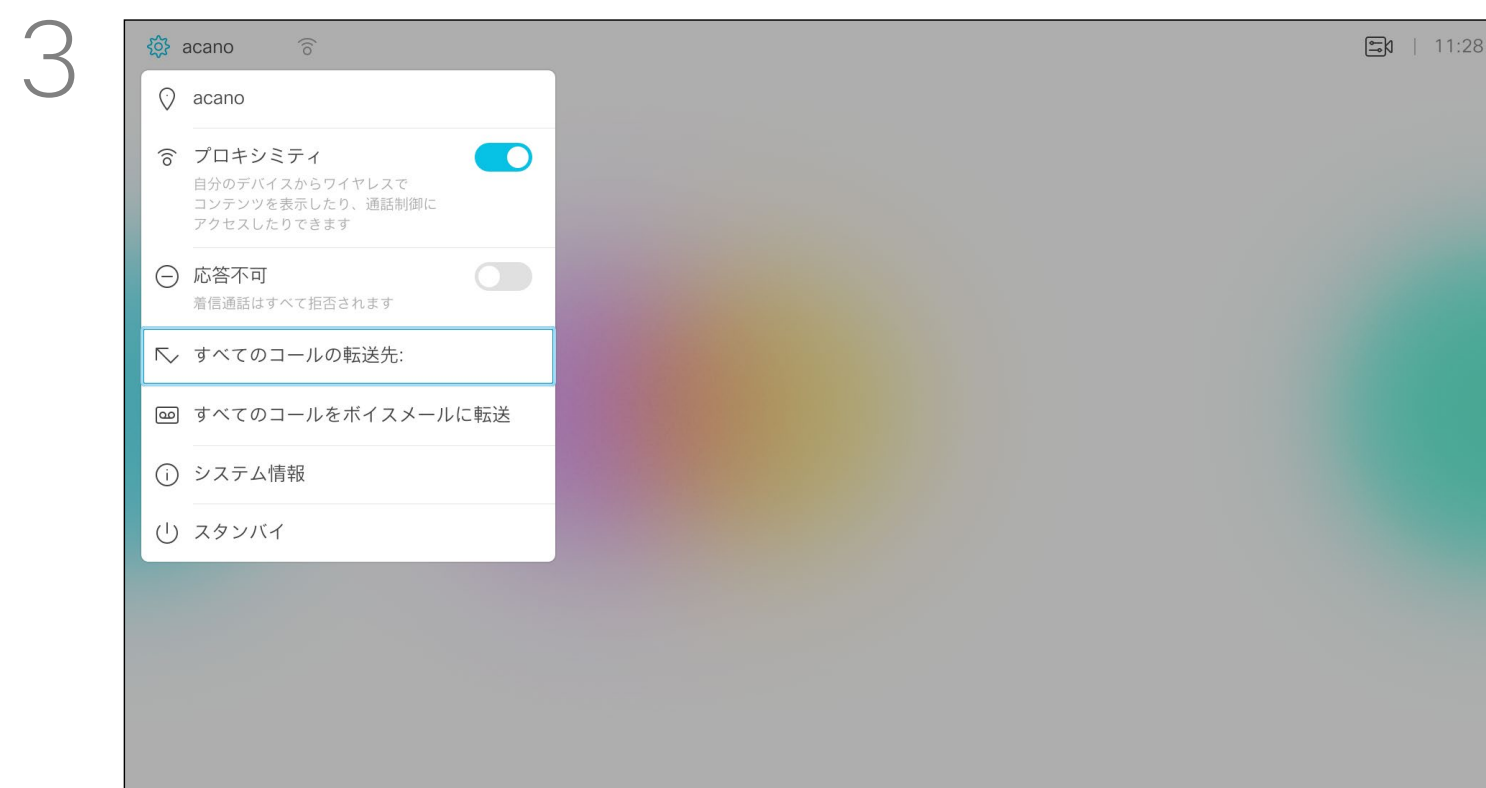 3
acano
11:28
acano
プロキシミティ
自分のデバイスからワイヤレスで
コンテンツを表示したり、通話制御に
アクセスしたりできます
応答不可
着信通話はすべて拒否されます
すべてのコールの転送先:
すべてのコールをボイスメールに転送
システム情報
スタンバイ